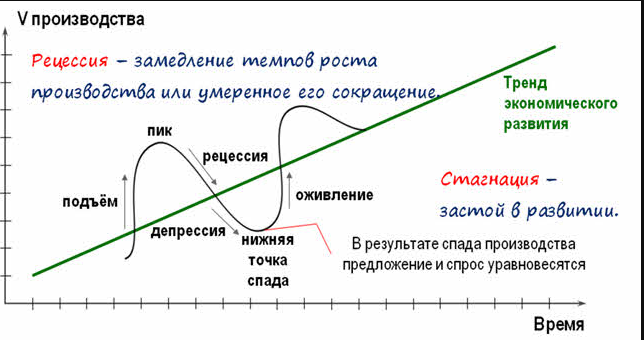 V производства
Рецессия – замедление темпов роста
производства или умеренное его сокращение.
Тренд
экономического
развития
пик
рецессия
подъём
депрессия
оживление
нижняя
точка
спада
Стагнация –
застой в развитии.
В результате спада производства
предложение и спрос уравновесятся
Время